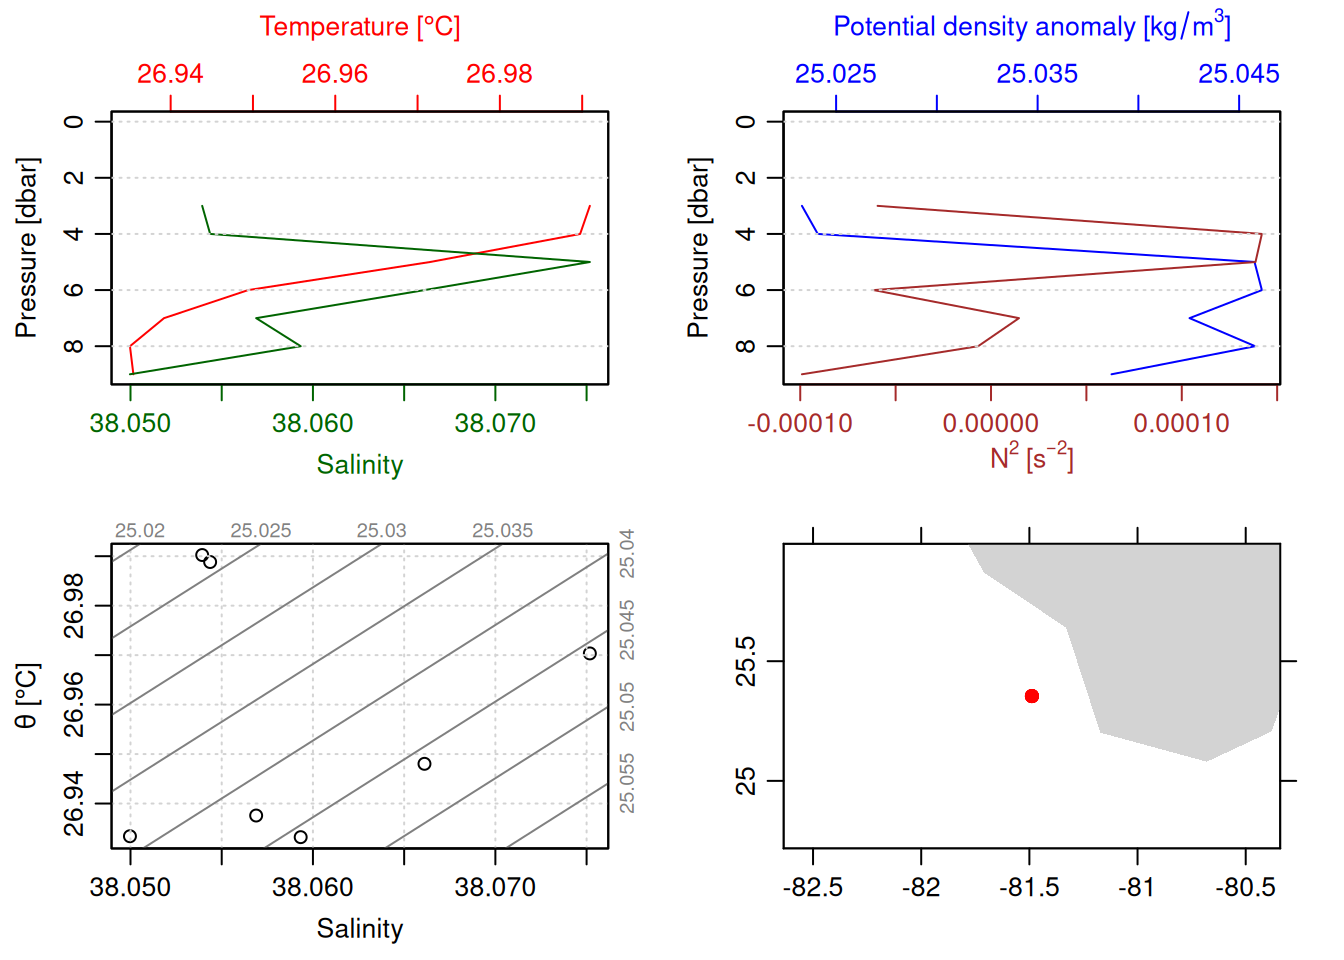 Temperature [°C]
26.94 26.96 26.98
Pressure [dbar]
0
2
4
6
8
38.050 38.060 38.070
Salinity
Potential density anomaly [kg/m³]
25.025 25.035 25.045
Pressure [dbar]
0
2
4
6
8
-0.00010 0.00000 0.00010
N² [s⁻²]
25.02 25.025 25.03 25.035
25.04
25.045
25.05
25.055
θ [°C]
26.98
26.96
26.94
38.050 38.060 38.070
Salinity
25.5
25
-82.5 -82 -81.5 -81 -80.5